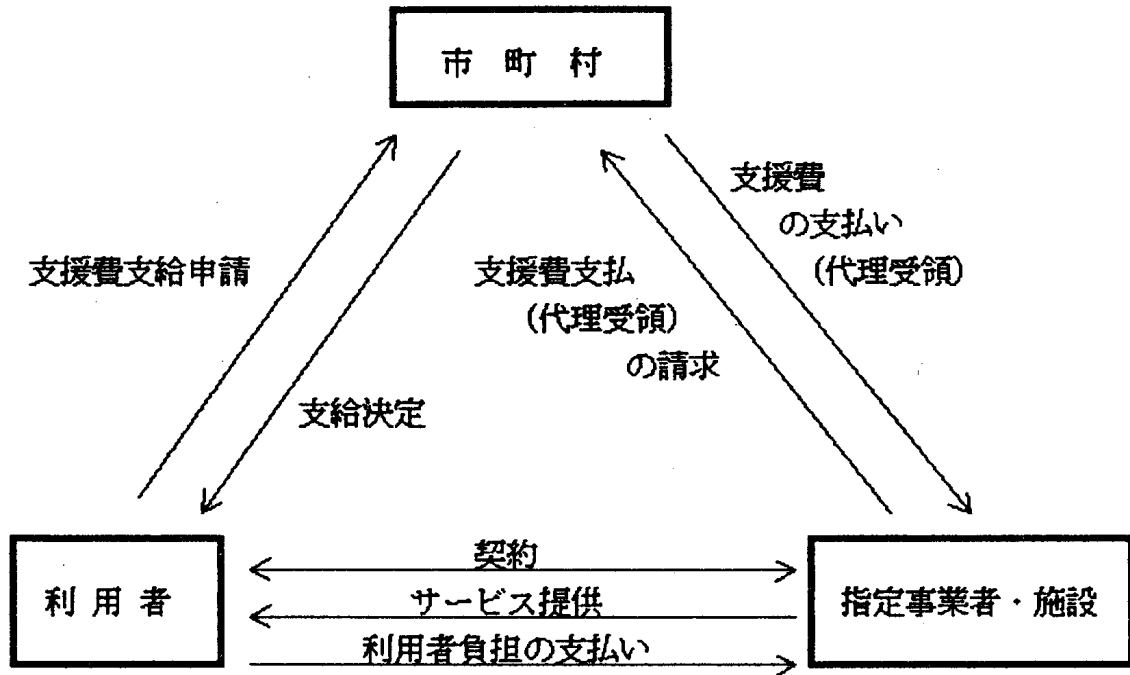 市 町 村
支援費
の支払い
(代理受領)
支援費支給申請
支援費支払
(代理受領)
の請求
支給決定
利 用 者
契約
サービス提供
利用者負担の支払い
指定事業者・施設